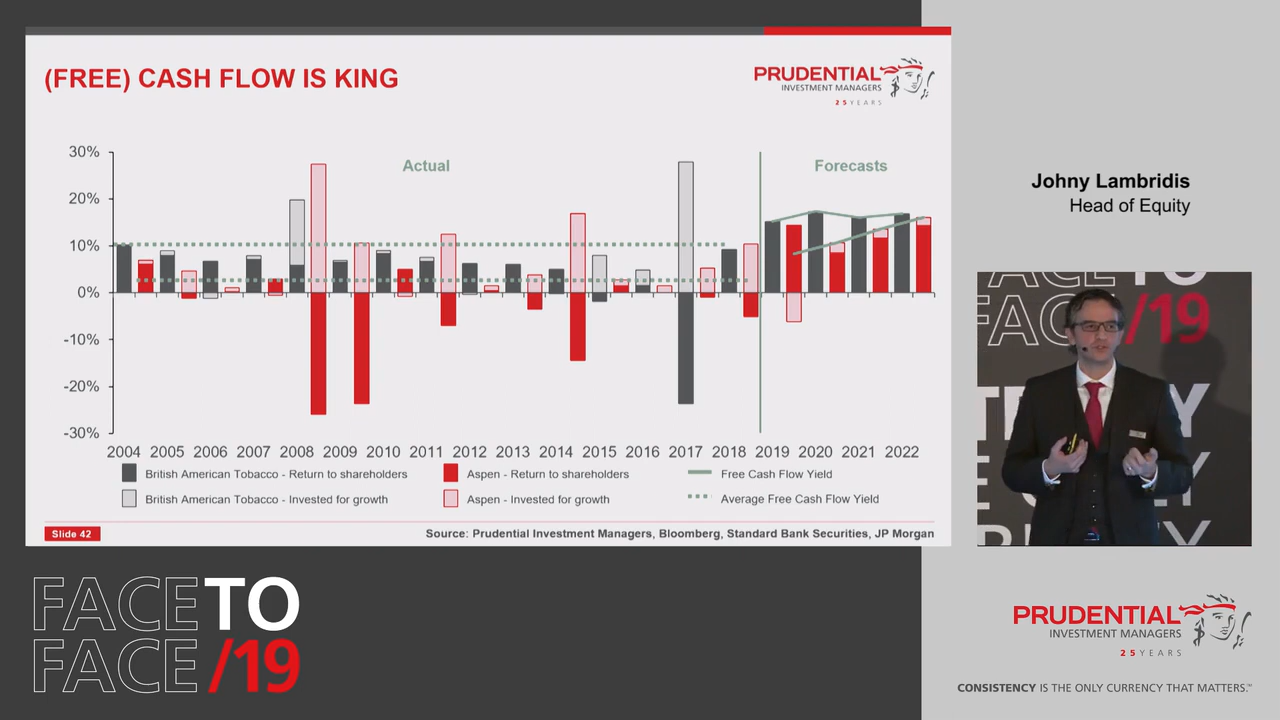 (FREE) CASH FLOW IS KING
PRUDENTIAL
INVESTMENT MANAGERS
25 YEARS
30%
20%
10%
0%
-10%
-20%
-30%
Actual
Forecasts
2004 2005 2006 2007 2008 2009 2010 2011 2012 2013 2014 2015 2016 2017 2018 2019 2020 2021 2022
British American Tobacco - Return to shareholders
Aspen - Return to shareholders
Free Cash Flow Yield
British American Tobacco - Invested for growth
Aspen - Invested for growth
Average Free Cash Flow Yield
Slide 42
Source: Prudential Investment Managers, Bloomberg, Standard Bank Securities, JP Morgan
Johny Lambridis
Head of Equity
FACE TO
FACE /19
FACE TO
FACE /19
PRUDENTIAL
INVESTMENT MANAGERS
25 YEARS
CONSISTENCY IS THE ONLY CURRENCY THAT MATTERS.™